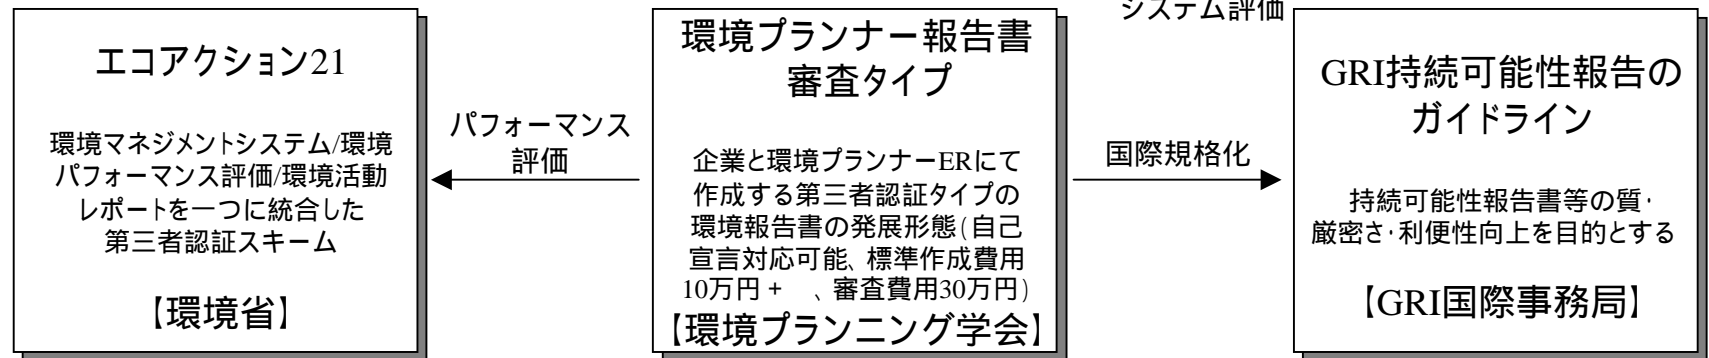 システム評価
エコアクション21
環境マネジメントシステム/環境
パフォーマンス評価/環境活動
レポートを一つに統合した
第三者認証スキーム
【環境省】
パフォーマンス
評価
環境プランナー報告書
審査タイプ
企業と環境プランナーERにて
作成する第三者認証タイプの
環境報告書の発展形態(自己
宣言対応可能、標準作成費用
10万円+ 、審査費用30万円)
【環境プランニング学会】
国際規格化
GRI持続可能性報告の
ガイドライン
持続可能性報告書等の質・
厳密さ・利便性向上を目的とする
【GRI国際事務局】